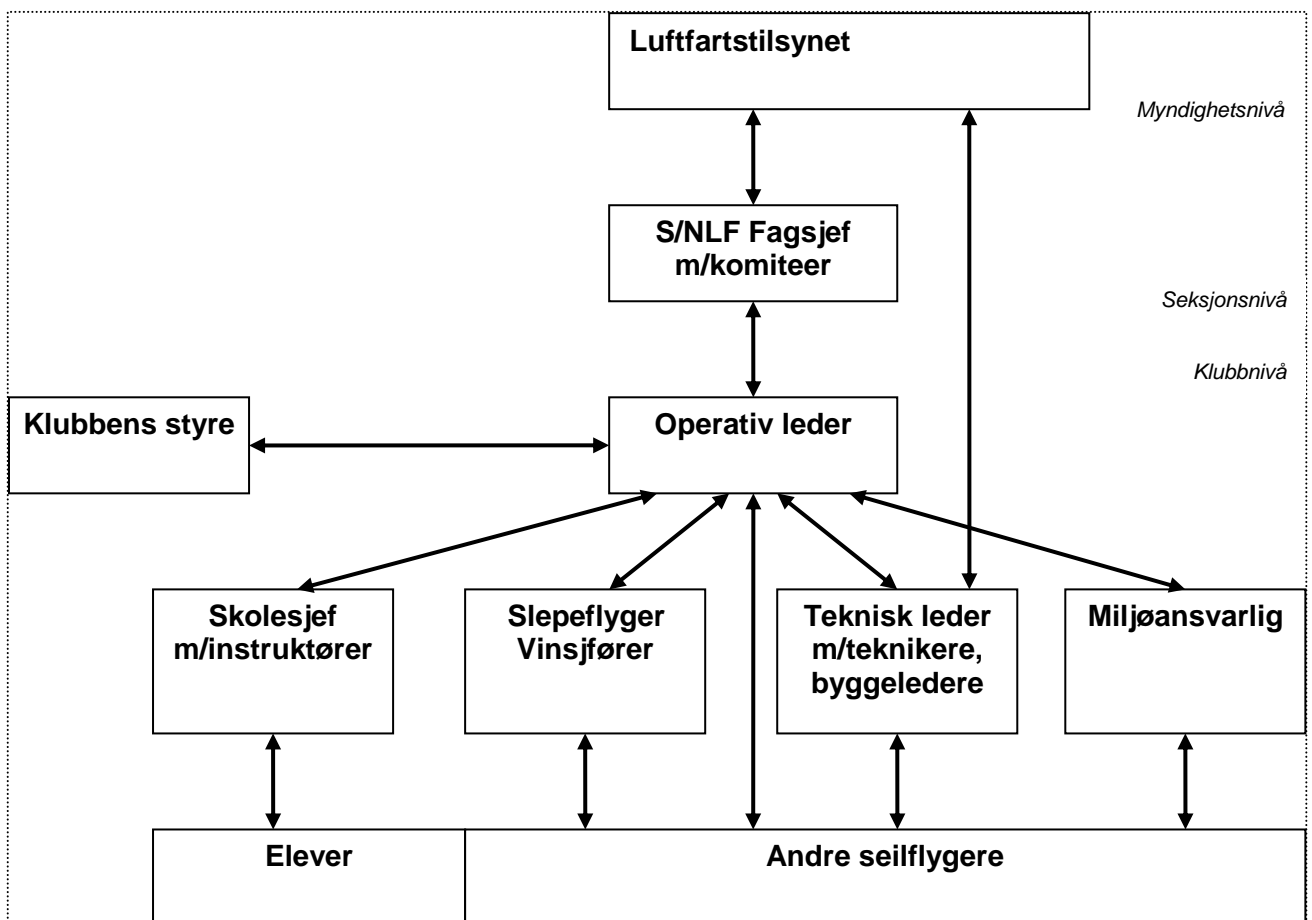 Luftfartstilsynet
Myndighetsnivå
S/NLF Fagsjef
m/komiteer
Seksjonsnivå
Klubbnivå
Klubbens styre
Operativ leder
Skolesjef
m/instruktører
Slepeflyger
Vinsjfører
Teknisk leder
m/teknikere,
byggeledere
Miljøansvarlig
Elever
Andre seilflygere